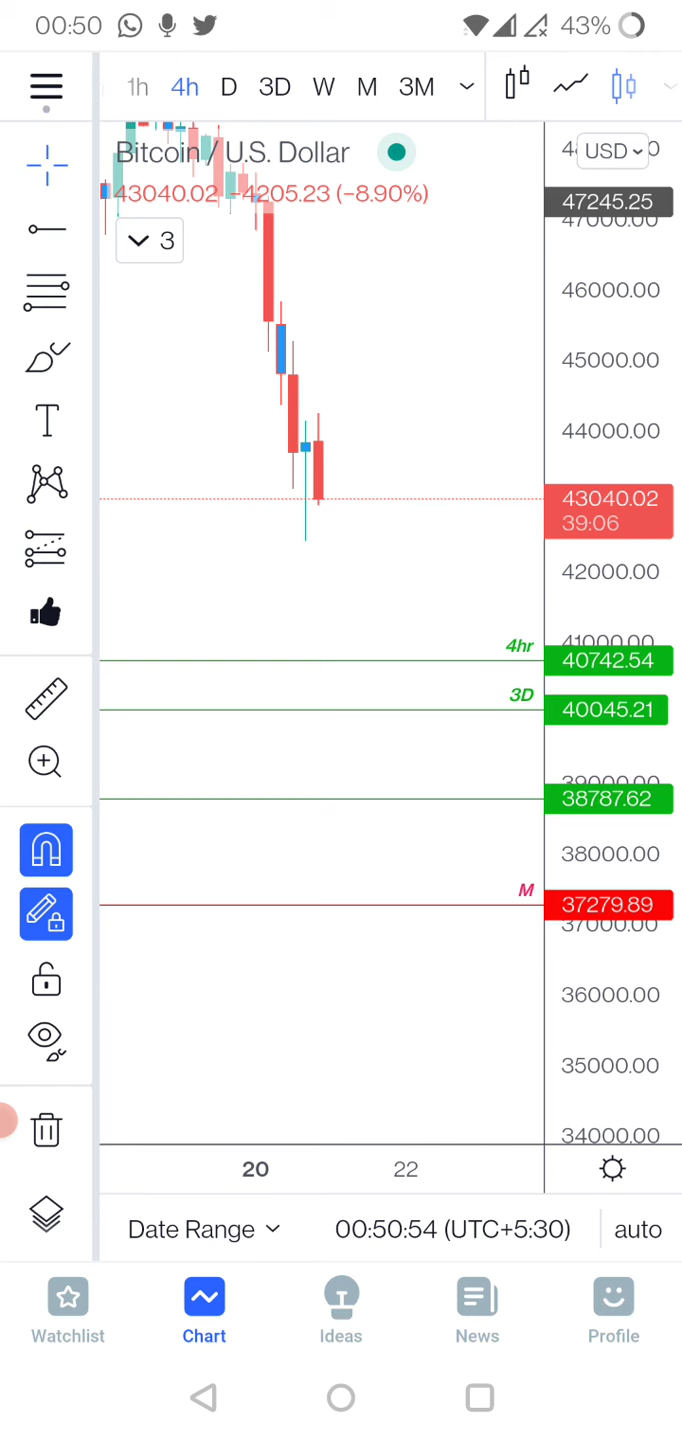 00:50 43%
1h 4h D 3D W M 3M
Bitcoin / U.S. Dollar
USD
43040.02 −4205.23 (−8.90%)
47245.25
47000.00
3
46000.00
45000.00
44000.00
43040.02
39:06
42000.00
41000.00
4hr 40742.54
3D 40045.21
39000.00
38787.62
38000.00
M 37279.89
37000.00
36000.00
35000.00
34000.00
20 22
Date Range 00:50:54 (UTC+5:30) auto
Watchlist Chart Ideas News Profile